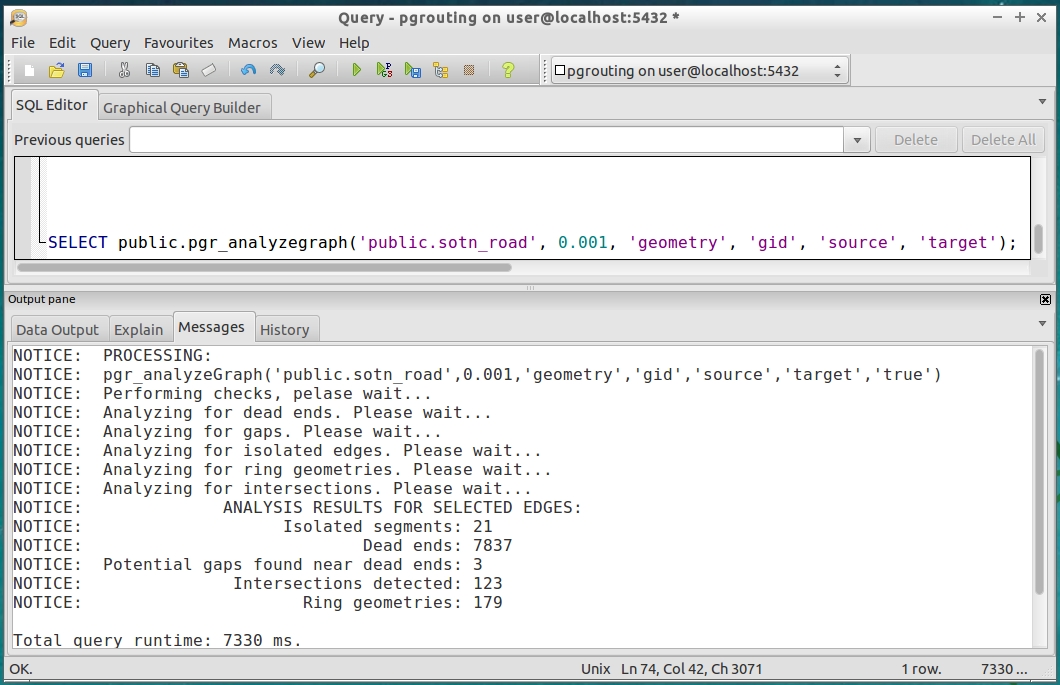 Query - pgrouting on user@localhost:5432 *
File Edit Query Favourites Macros View Help
pgrouting on user@localhost:5432
SQL Editor Graphical Query Builder
Previous queries Delete Delete All
SELECT public.pgr_analyzegraph('public.sotn_road', 0.001, 'geometry', 'gid', 'source', 'target');
Output pane
Data Output Explain Messages History
NOTICE: PROCESSING:
NOTICE: pgr_analyzeGraph('public.sotn_road',0.001,'geometry','gid','source','target','true')
NOTICE: Performing checks, pelase wait...
NOTICE: Analyzing for dead ends. Please wait...
NOTICE: Analyzing for gaps. Please wait...
NOTICE: Analyzing for isolated edges. Please wait...
NOTICE: Analyzing for ring geometries. Please wait...
NOTICE: Analyzing for intersections. Please wait...
NOTICE: ANALYSIS RESULTS FOR SELECTED EDGES:
NOTICE: Isolated segments: 21
NOTICE: Dead ends: 7837
NOTICE: Potential gaps found near dead ends: 3
NOTICE: Intersections detected: 123
NOTICE: Ring geometries: 179
Total query runtime: 7330 ms.
OK. Unix Ln 74, Col 42, Ch 3071 1 row. 7330 ...